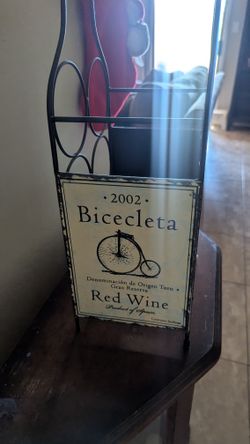 · 2002 ·
Bicecleta
Denominación de Origen Toro
Gran Reserva
Red Wine
Product of Spain